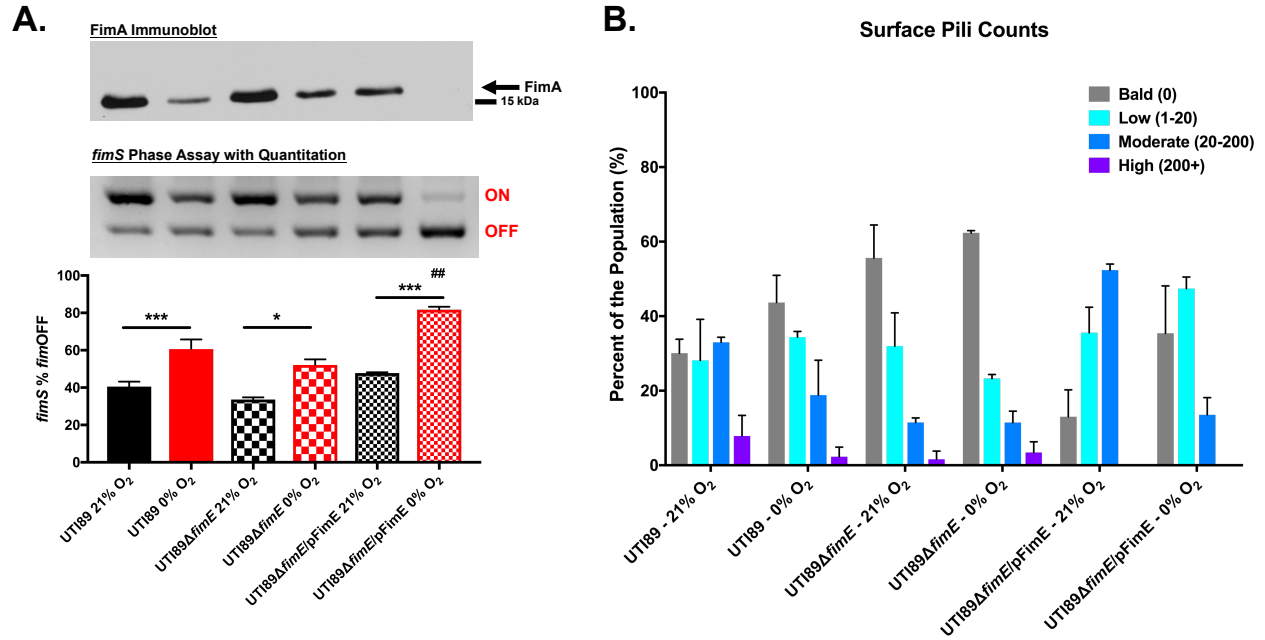 A.
FimA Immunoblot
FimA
15 kDa
fimS Phase Assay with Quantitation
ON
OFF
fimS % fimOFF
100
80
60
40
20
0
***
*
***
##
UTI89 21% O2
UTI89 0% O2
UTI89ΔfimE 21% O2
UTI89ΔfimE 0% O2
UTI89ΔfimE/pFimE 21% O2
UTI89ΔfimE/pFimE 0% O2
B.
Surface Pili Counts
Percent of the Population (%)
100
80
60
40
20
0
Bald (0)
Low (1-20)
Moderate (20-200)
High (200+)
UTI89 - 21% O2
UTI89 - 0% O2
UTI89ΔfimE - 21% O2
UTI89ΔfimE - 0% O2
UTI89ΔfimE/pFimE - 21% O2
UTI89ΔfimE/pFimE - 0% O2